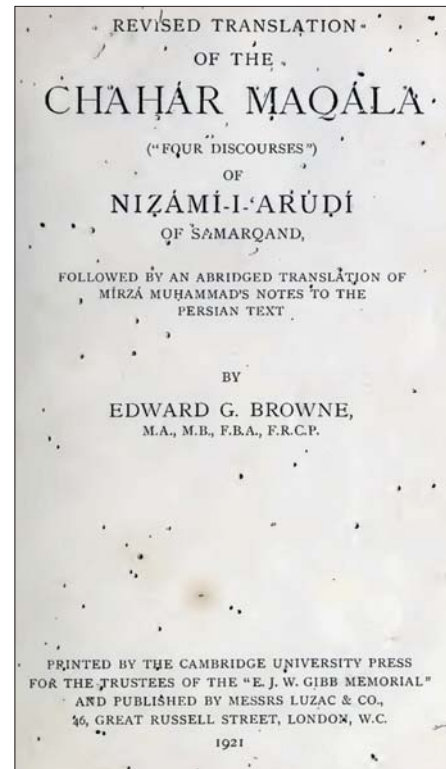 REVISED TRANSLATION
OF THE
CHAHÁR MAQÁLA
("FOUR DISCOURSES")
OF
NIẒÁMÍ-I-‘ARÚḌÍ
OF SAMARQAND,
FOLLOWED BY AN ABRIDGED TRANSLATION OF
MÍRZÁ MUḤAMMAD'S NOTES TO THE
PERSIAN TEXT
BY
EDWARD G. BROWNE,
M.A., M.B., F.B.A., F.R.C.P.
PRINTED BY THE CAMBRIDGE UNIVERSITY PRESS
FOR THE TRUSTEES OF THE "E. J. W. GIBB MEMORIAL"
AND PUBLISHED BY MESSRS LUZAC & CO.,
46, GREAT RUSSELL STREET, LONDON, W.C.
1921